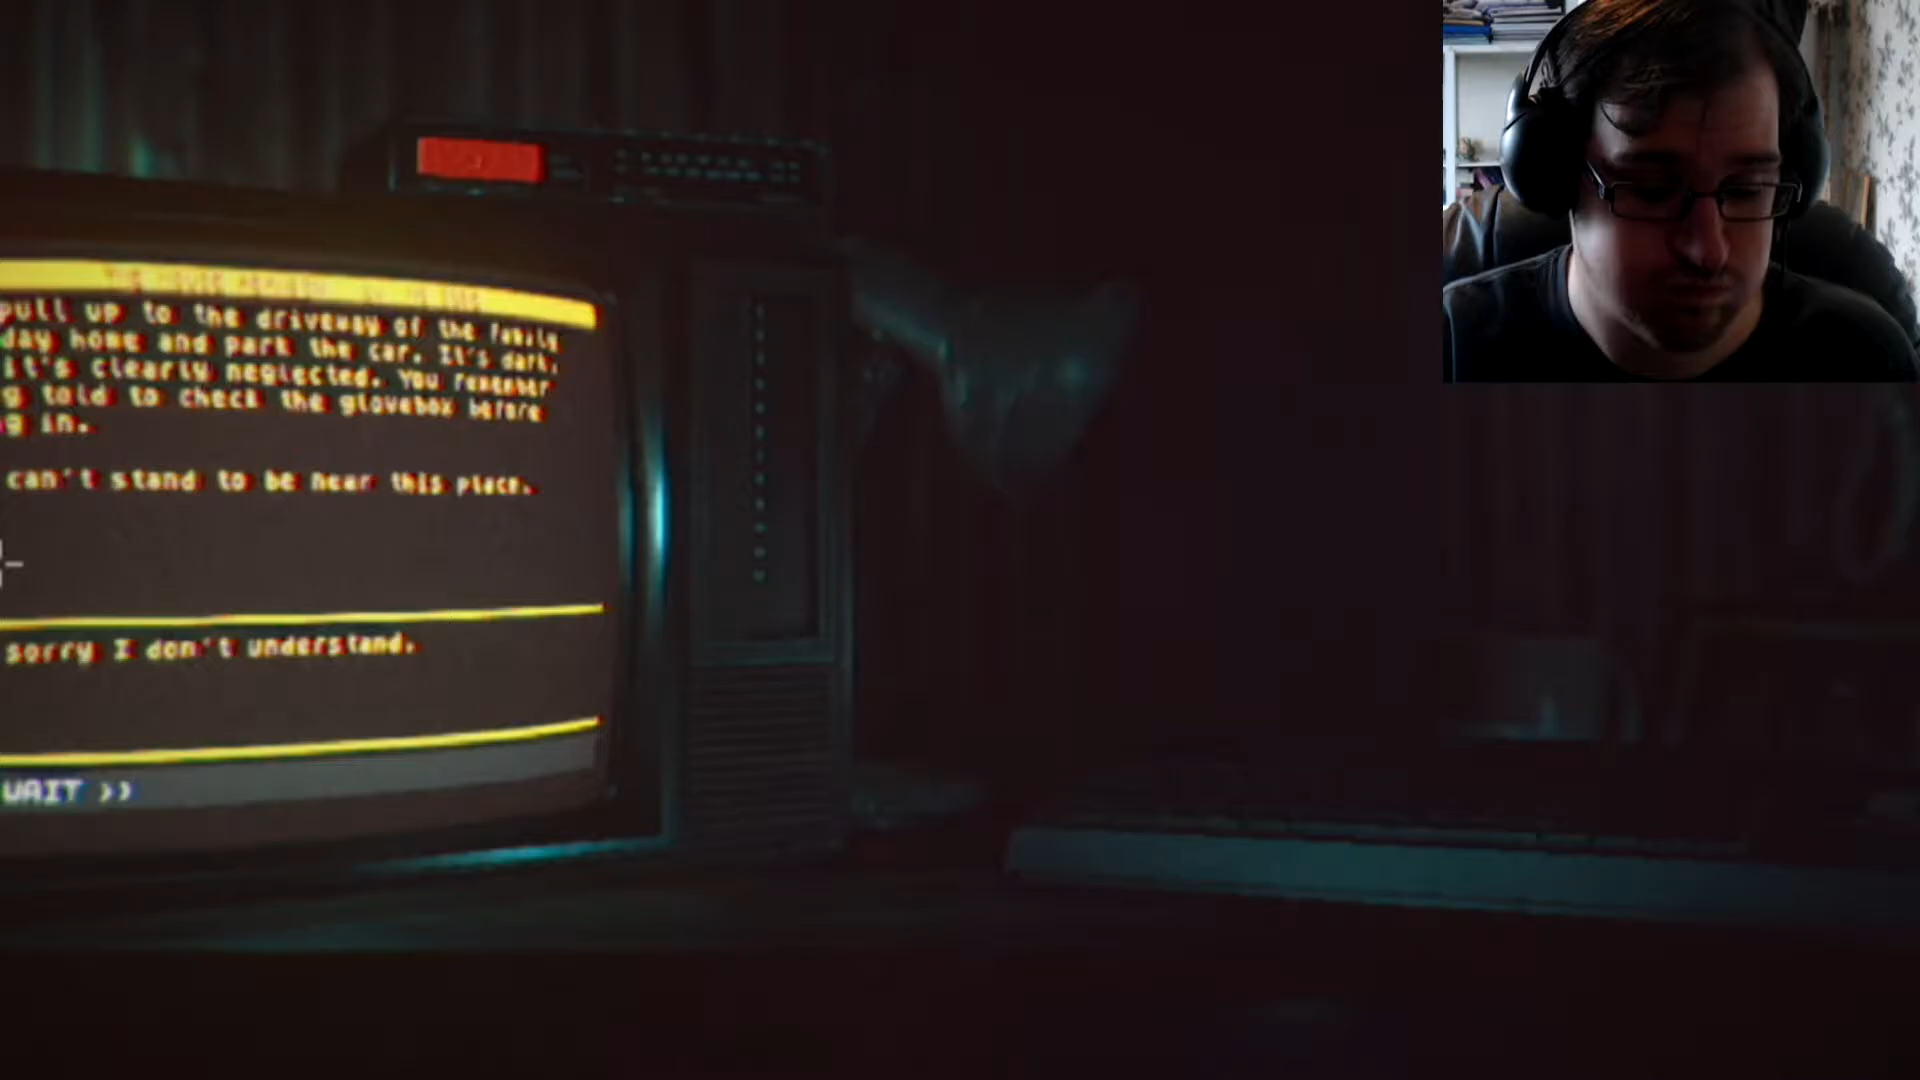 pull up to the driveway of the family
day home and park the car. It's dark,
it's clearly neglected. You remember
g told to check the glovebox before
g in.
can't stand to be near this place.
sorry I don't understand.
WAIT >>